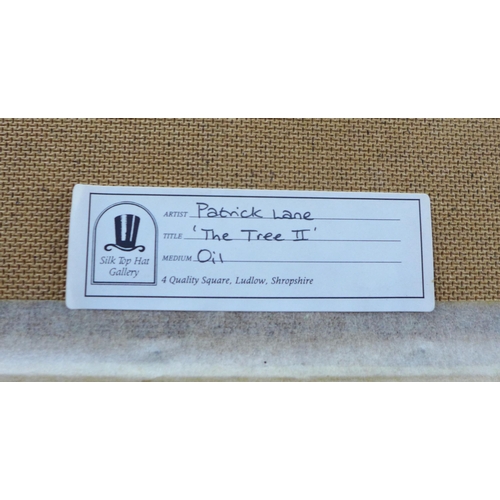 ARTIST Patrick Lane
TITLE 'The Tree II'
MEDIUM Oil
Silk Top Hat
Gallery
4 Quality Square, Ludlow, Shropshire